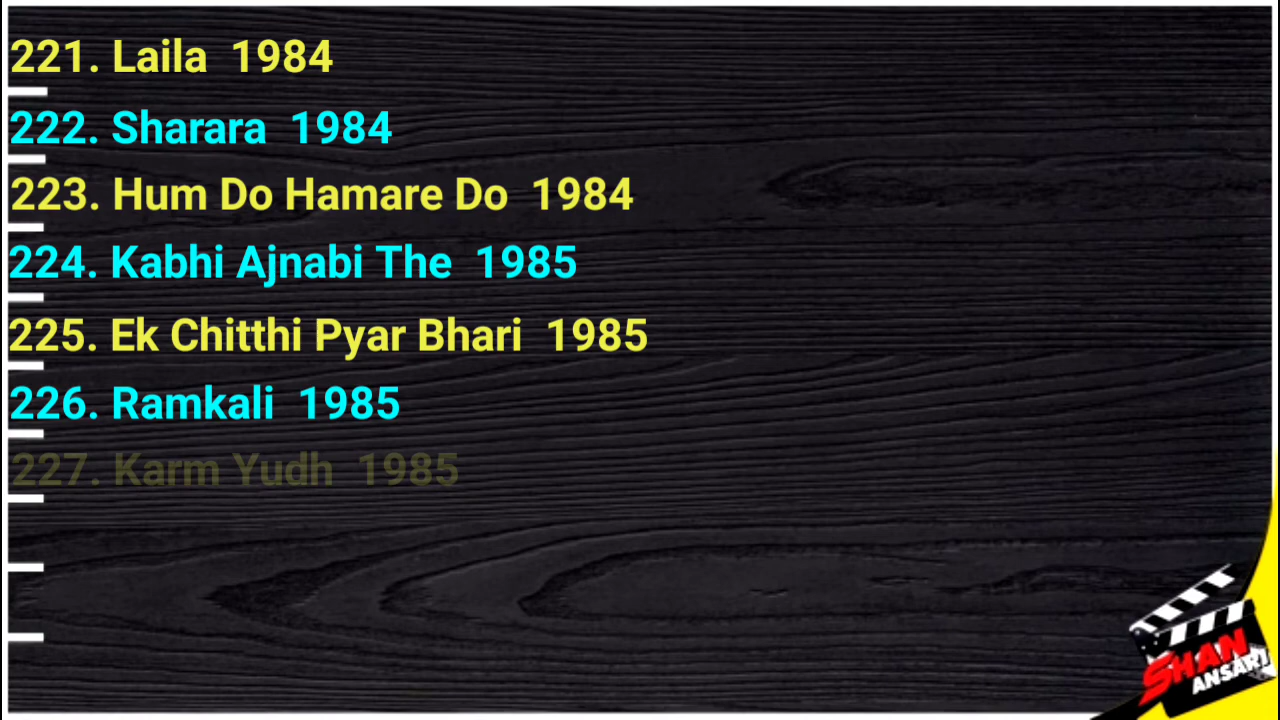 221. Laila 1984
222. Sharara 1984
223. Hum Do Hamare Do 1984
224. Kabhi Ajnabi The 1985
225. Ek Chitthi Pyar Bhari 1985
226. Ramkali 1985
227. Karm Yudh 1985
SHAN
ANSARI